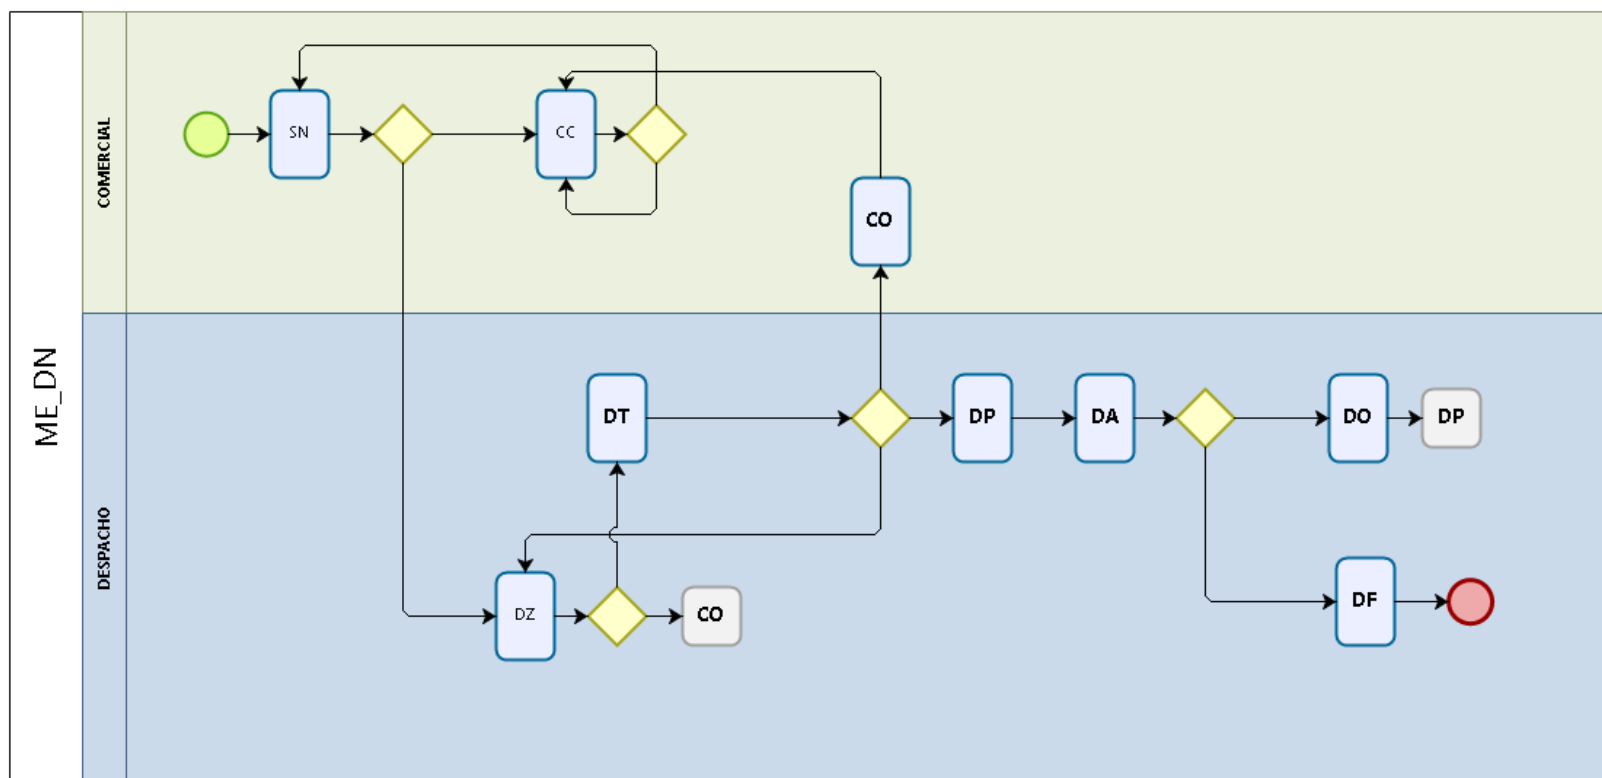 ME_DN
COMERCIAL
SN
CC
CO
DESPACHO
DT
DP
DA
DO
DP
DZ
CO
DF